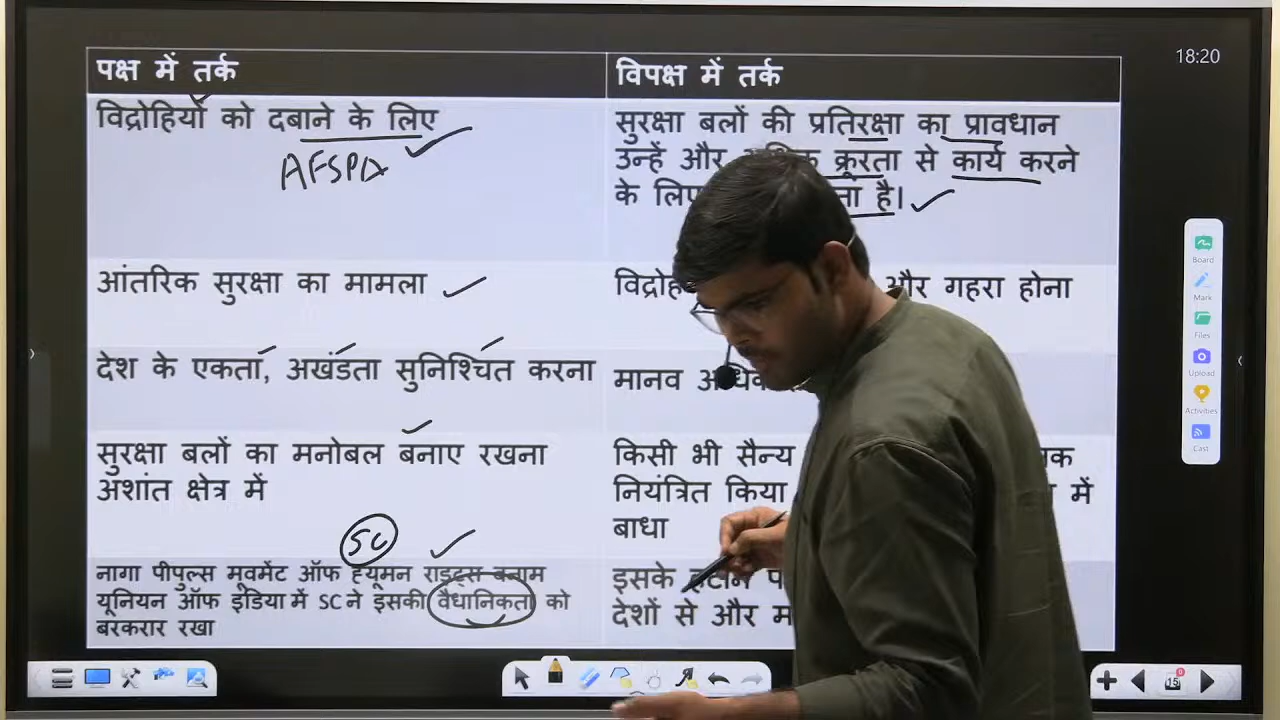 18:20
पक्ष में तर्क
विपक्ष में तर्क
विद्रोहियों को दबाने के लिए
AFSPA
सुरक्षा बलों की प्रतिरक्षा का प्रावधान
उन्हें और क्रूरता से कार्य करने
के लिए है।
आंतरिक सुरक्षा का मामला
और गहरा होना
देश के एकता, अखंडता सुनिश्चित करना
मानव
सुरक्षा बलों का मनोबल बनाए रखना
अशांत क्षेत्र में
किसी भी सैन्य
नियंत्रित किया में
बाधा
SC
नागा पीपुल्स मूवमेंट ऑफ ह्यूमन राइट्स बनाम
यूनियन ऑफ इंडिया में SC ने इसकी वैधानिकता को
बरकरार रखा
इसके हटाने
देशों से और
Board
Mark
Files
Upload
Activities
Cast
15